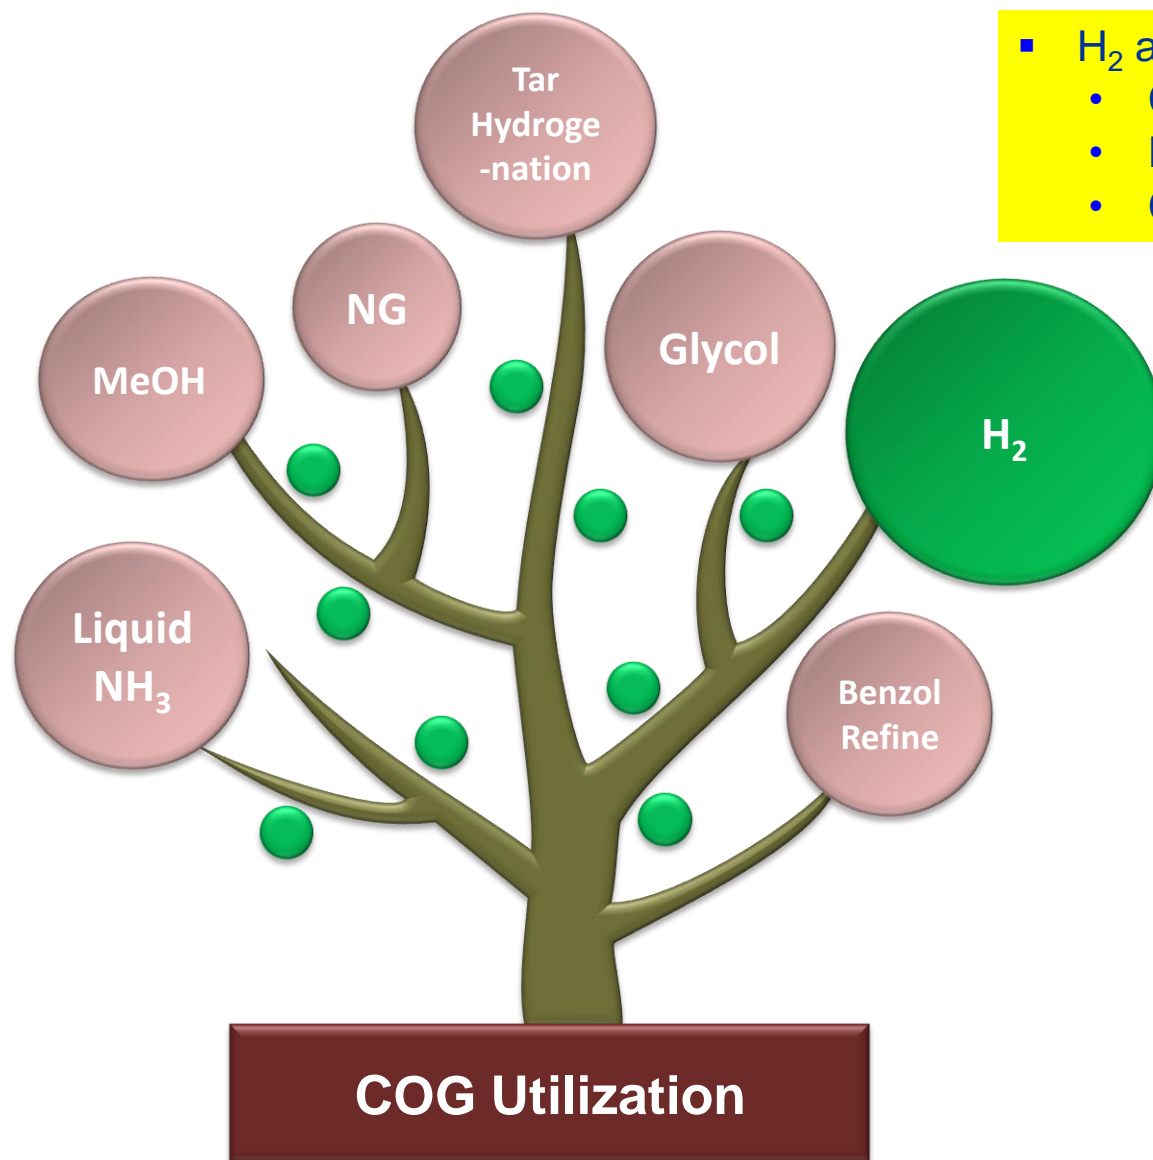 Tar
Hydroge
-nation
H₂ a
NG
MeOH
Glycol
H₂
Liquid
NH₃
Benzol
Refine
COG Utilization